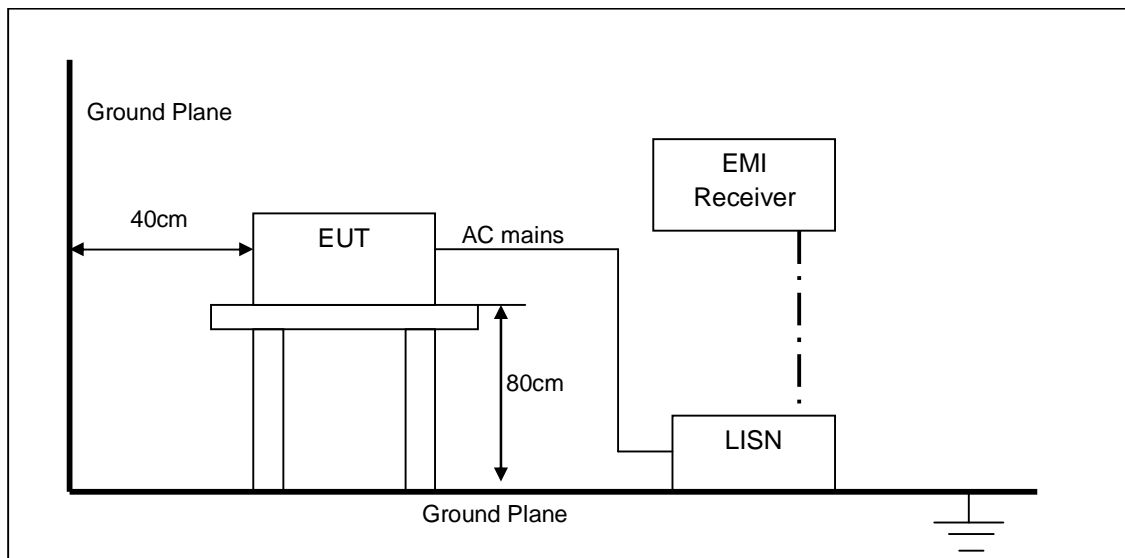 Ground Plane
40cm
EUT
AC mains
EMI
Receiver
80cm
LISN
Ground Plane